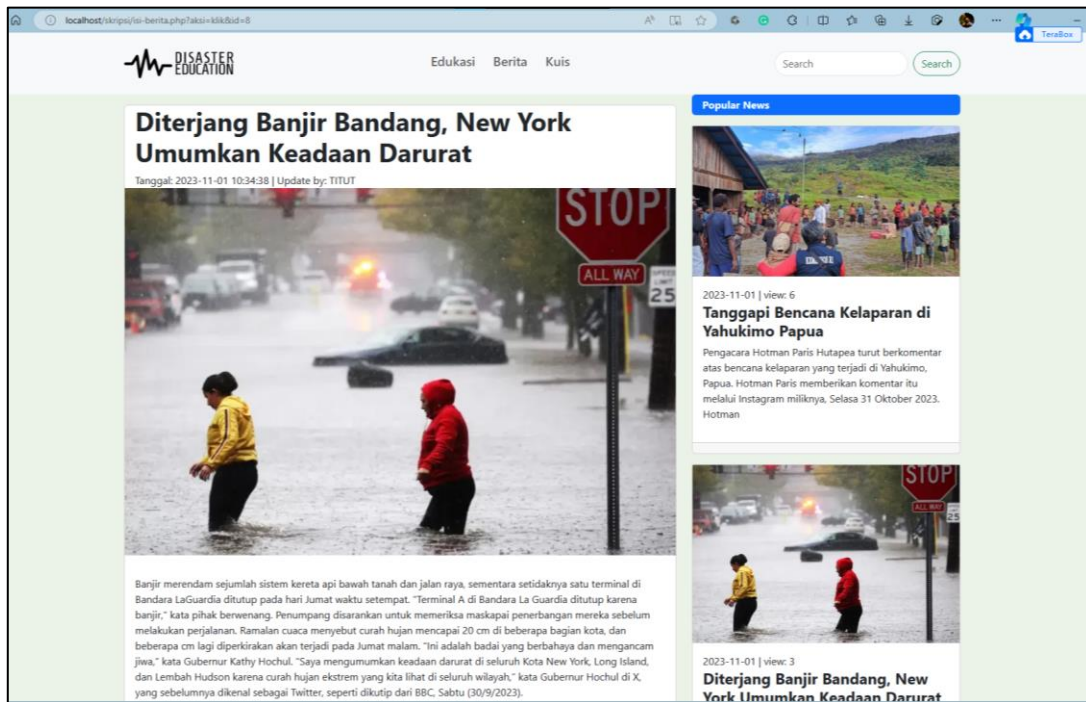 localhost/skripsi/isi-berita.php?aksi=klik&id=8
TeraBox
DISASTER
EDUCATION
Edukasi Berita Kuis
Search
Search
Diterjang Banjir Bandang, New York
Umumkan Keadaan Darurat
Tanggal: 2023-11-01 10:34:38 | Update by: TITUT
STOP
ALL WAY
SPEED
LIMIT
25
Banjir merendam sejumlah sistem kereta api bawah tanah dan jalan raya, sementara setidaknya satu terminal di
Bandara LaGuardia ditutup pada hari Jumat waktu setempat. "Terminal A di Bandara La Guardia ditutup karena
banjir," kata pihak berwenang. Penumpang disarankan untuk memeriksa maskapai penerbangan mereka sebelum
melakukan perjalanan. Ramalan cuaca menyebut curah hujan mencapai 20 cm di beberapa bagian kota, dan
beberapa cm lagi diperkirakan akan terjadi pada Jumat malam. "Ini adalah badai yang berbahaya dan mengancam
jiwa," kata Gubernur Kathy Hochul. "Saya mengumumkan keadaan darurat di seluruh Kota New York, Long Island,
dan Lembah Hudson karena curah hujan ekstrem yang kita lihat di seluruh wilayah," kata Gubernur Hochul di X,
yang sebelumnya dikenal sebagai Twitter, seperti dikutip dari BBC, Sabtu (30/9/2023).
Popular News
2023-11-01 | view: 6
Tanggapi Bencana Kelaparan di
Yahukimo Papua
Pengacara Hotman Paris Hutapea turut berkomentar
atas bencana kelaparan yang terjadi di Yahukimo,
Papua. Hotman Paris memberikan komentar itu
melalui Instagram miliknya, Selasa 31 Oktober 2023.
Hotman
STOP
ALL WAY
25
2023-11-01 | view: 3
Diterjang Banjir Bandang, New
York Umumkan Keadaan Darurat